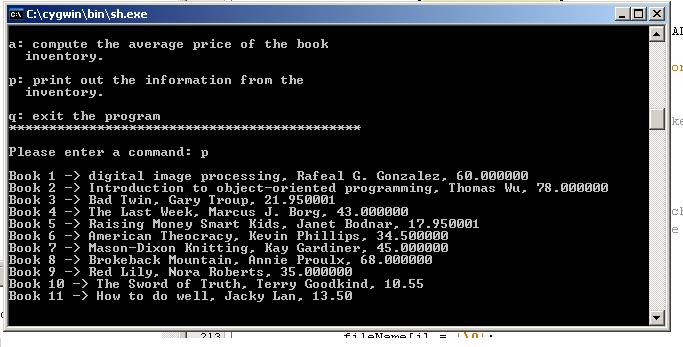 C:\cygwin\bin\sh.exe
a: compute the average price of the book
inventory.
p: print out the information from the
inventory.
q: exit the program
********************************************
Please enter a command: p
Book 1 -> digital image processing, Rafeal G. Gonzalez, 60.000000
Book 2 -> Introduction to object-oriented programming, Thomas Wu, 78.000000
Book 3 -> Bad Twin, Gary Troup, 21.950001
Book 4 -> The Last Week, Marcus J. Borg, 43.000000
Book 5 -> Raising Money Smart Kids, Janet Bodnar, 17.950001
Book 6 -> American Theocracy, Kevin Phillips, 34.500000
Book 7 -> Mason-Dixon Knitting, Kay Gardiner, 45.000000
Book 8 -> Brokeback Mountain, Annie Proulx, 68.000000
Book 9 -> Red Lily, Nora Roberts, 35.000000
Book 10 -> The Sword of Truth, Terry Goodkind, 10.55
Book 11 -> How to do well, Jacky Lan, 13.50
213 fileName[i] = '\0';